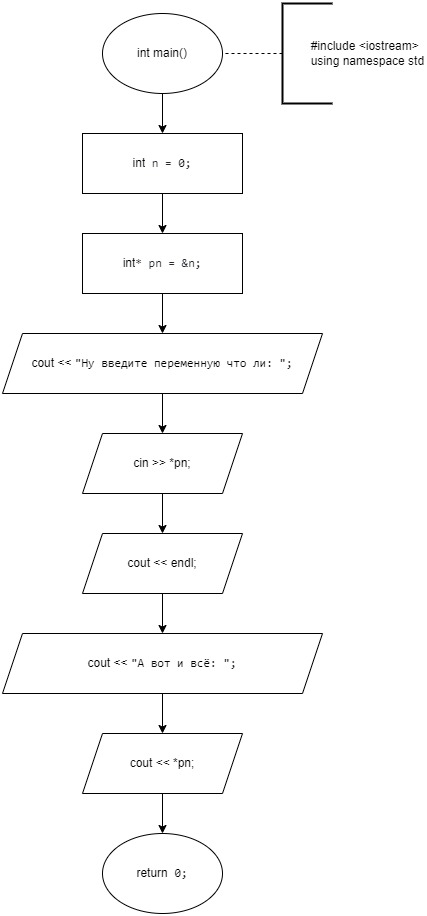 int main()
#include <iostream>
using namespace std
int n = 0;
int* pn = &n;
cout << "Ну введите переменную что ли: ";
cin >> *pn;
cout << endl;
cout << "А вот и всё: ";
cout << *pn;
return 0;